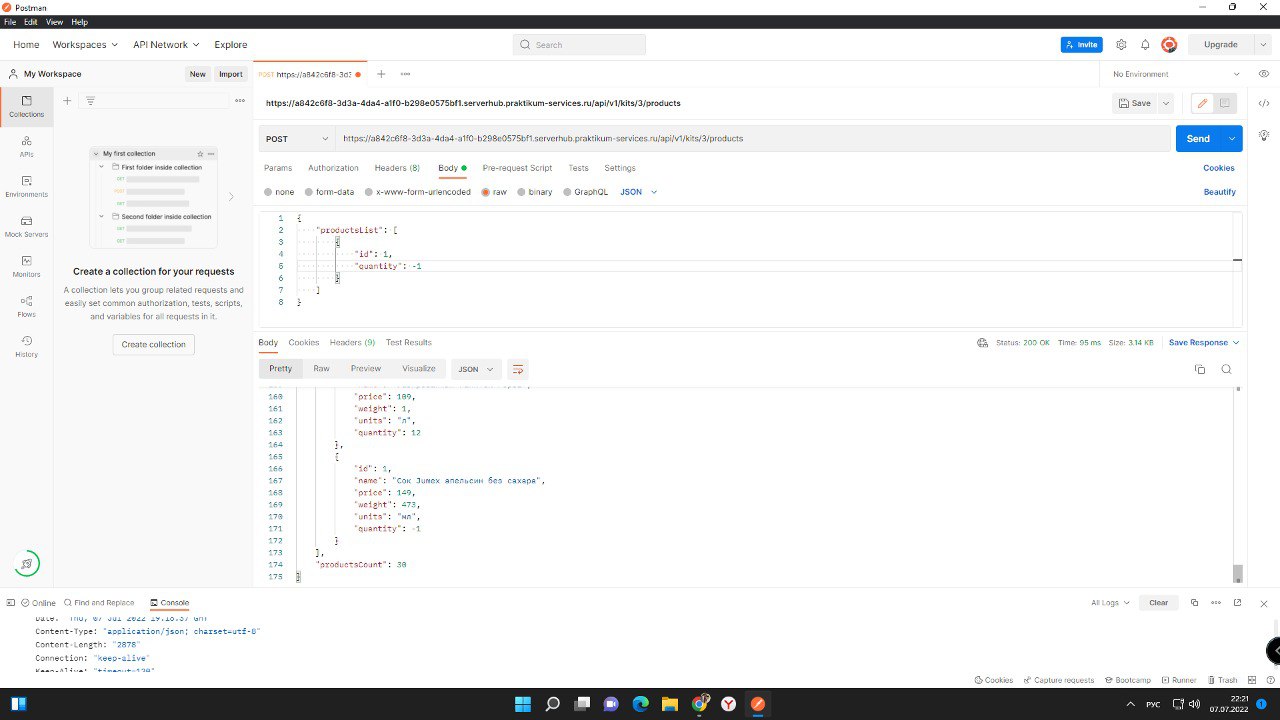 Postman
File Edit View Help
Home Workspaces API Network Explore Search Invite Upgrade
My Workspace New Import POST https://a842c6f8-3d3 No Environment
Collections
APIs
Environments
Mock Servers
Monitors
Flows
History
My first collection
First folder inside collection
GET
POST
GET
Second folder inside collection
GET
GET
Create a collection for your requests
A collection lets you group related requests and
easily set common authorization, tests, scripts,
and variables for all requests in it.
Create collection
https://a842c6f8-3d3a-4da4-a1f0-b298e0575bf1.serverhub.praktikum-services.ru/api/v1/kits/3/products Save
POST https://a842c6f8-3d3a-4da4-a1f0-b298e0575bf1.serverhub.praktikum-services.ru/api/v1/kits/3/products Send
Params Authorization Headers (8) Body Pre-request Script Tests Settings Cookies
none form-data x-www-form-urlencoded raw binary GraphQL JSON Beautify
1 {
2 "productsList": [
3 {
4 "id": 1,
5 "quantity": -1
6 }
7 ]
8 }
Body Cookies Headers (9) Test Results Status: 200 OK Time: 95 ms Size: 3.14 KB Save Response
Pretty Raw Preview Visualize JSON
160 "price": 109,
161 "weight": 1,
162 "units": "л",
163 "quantity": 12
164 },
165 {
166 "id": 1,
167 "name": "Сок Jumex апельсин без сахара",
168 "price": 149,
169 "weight": 473,
170 "units": "мл",
171 "quantity": -1
172 }
173 ],
174 "productsCount": 30
175 }
Online Find and Replace Console All Logs Clear
Date: "Thu, 07 Jul 2022 19:18:37 GMT"
Content-Type: "application/json; charset=utf-8"
Content-Length: "2878"
Connection: "keep-alive"
Keep-Alive: "timeout=120"
Cookies Capture requests Bootcamp Runner Trash
РУС 22:21
07.07.2022